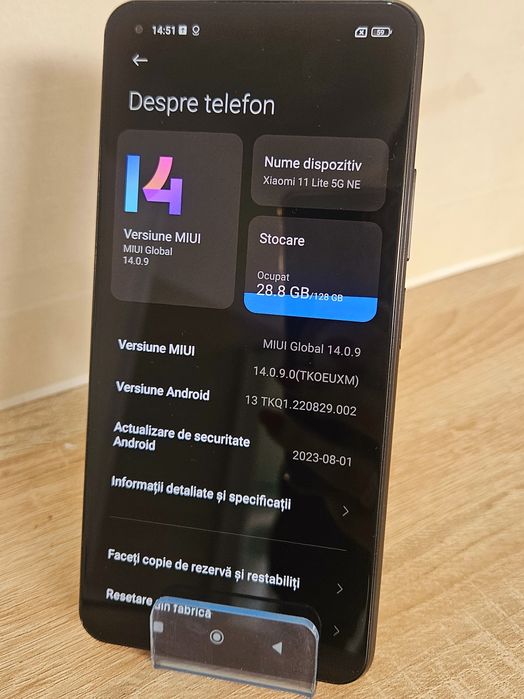 14:51
59
Despre telefon
14
Versiune MIUI
MIUI Global
14.0.9
Nume dispozitiv
Xiaomi 11 Lite 5G NE
Stocare
Ocupat
28.8 GB/128 GB
Versiune MIUI
MIUI Global 14.0.9
14.0.9.0(TKOEUXM)
Versiune Android
13 TKQ1.220829.002
Actualizare de securitate
Android
2023-08-01
Informații detaliate și specificații
Faceți copie de rezervă și restabiliți
Resetare din fabrică